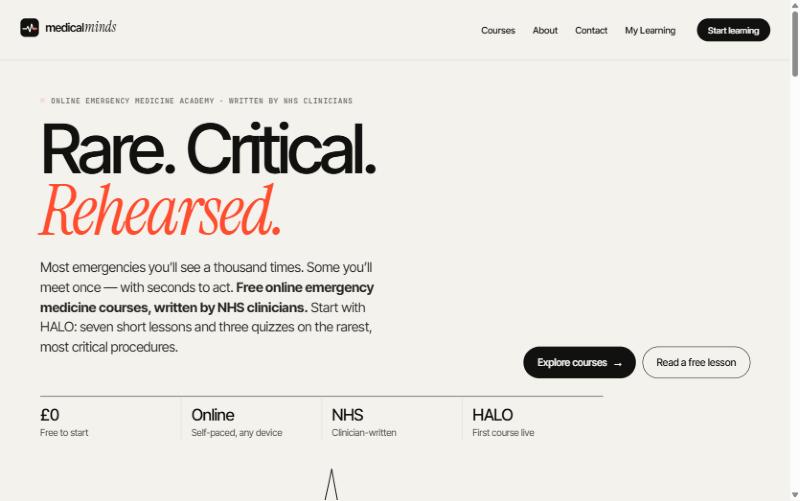 medicalminds
Courses About Contact My Learning Start learning
ONLINE EMERGENCY MEDICINE ACADEMY · WRITTEN BY NHS CLINICIANS
Rare. Critical.
Rehearsed.
Most emergencies you'll see a thousand times. Some you'll
meet once — with seconds to act. Free online emergency
medicine courses, written by NHS clinicians. Start with
HALO: seven short lessons and three quizzes on the rarest,
most critical procedures.
Explore courses → Read a free lesson
£0 Online NHS HALO
Free to start Self-paced, any device Clinician-written First course live